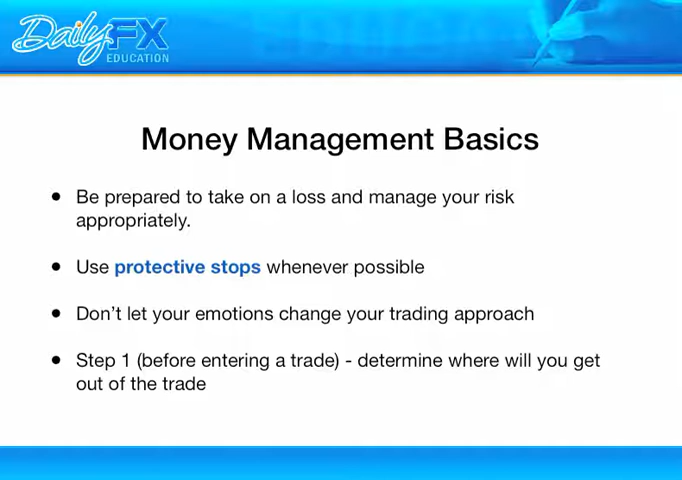 DailyFX
EDUCATION
Money Management Basics
• Be prepared to take on a loss and manage your risk
appropriately.
• Use protective stops whenever possible
• Don't let your emotions change your trading approach
• Step 1 (before entering a trade) - determine where will you get
out of the trade